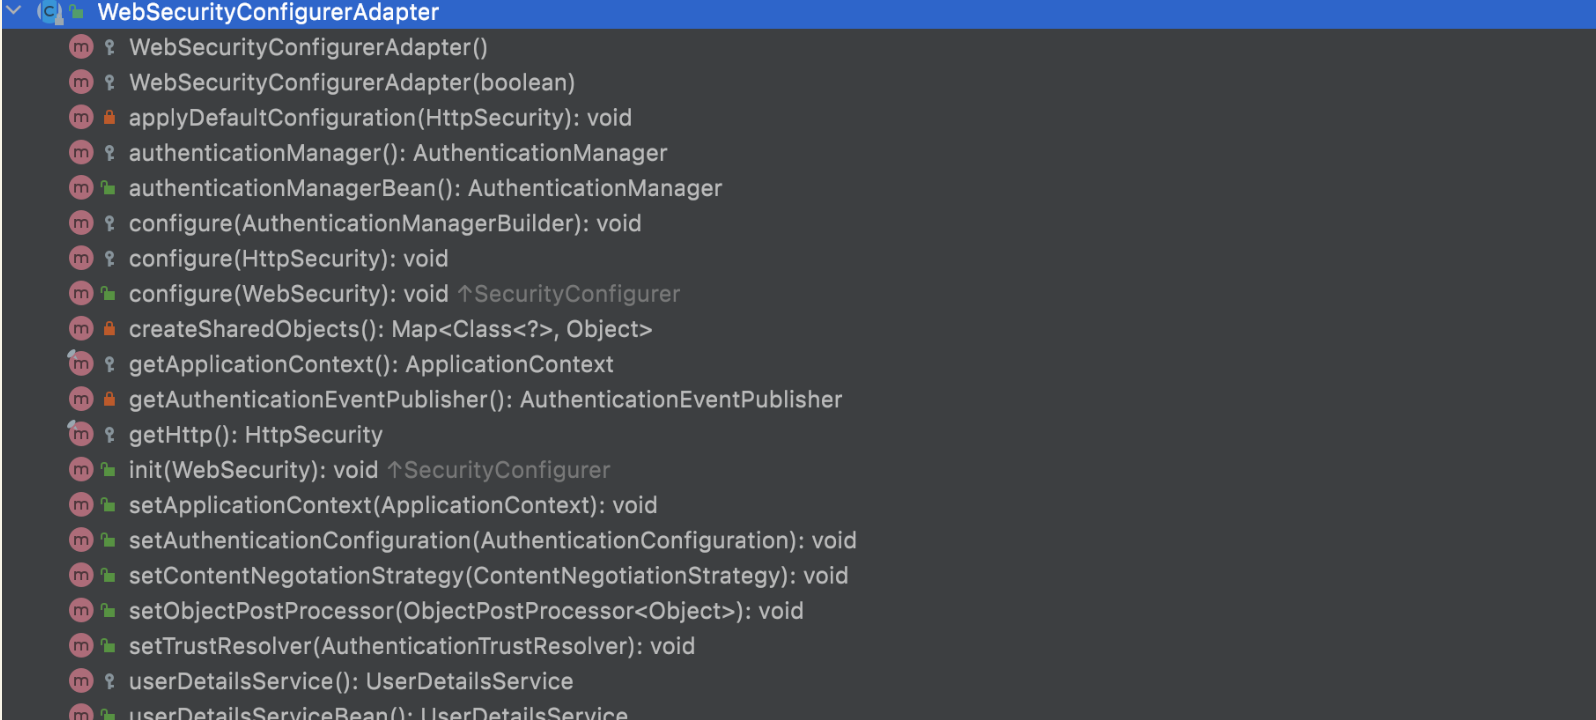 WebSecurityConfigurerAdapter
WebSecurityConfigurerAdapter()
WebSecurityConfigurerAdapter(boolean)
applyDefaultConfiguration(HttpSecurity): void
authenticationManager(): AuthenticationManager
authenticationManagerBean(): AuthenticationManager
configure(AuthenticationManagerBuilder): void
configure(HttpSecurity): void
configure(WebSecurity): void ↑SecurityConfigurer
createSharedObjects(): Map<Class<?>, Object>
getApplicationContext(): ApplicationContext
getAuthenticationEventPublisher(): AuthenticationEventPublisher
getHttp(): HttpSecurity
init(WebSecurity): void ↑SecurityConfigurer
setApplicationContext(ApplicationContext): void
setAuthenticationConfiguration(AuthenticationConfiguration): void
setContentNegotationStrategy(ContentNegotiationStrategy): void
setObjectPostProcessor(ObjectPostProcessor<Object>): void
setTrustResolver(AuthenticationTrustResolver): void
userDetailsService(): UserDetailsService
userDetailsServiceBean(): UserDetailsService